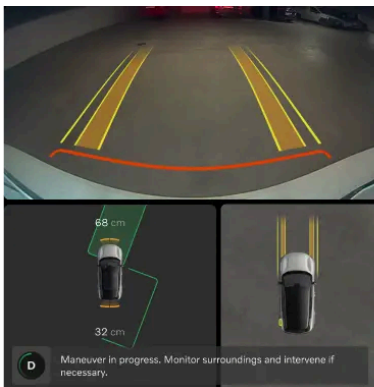 68 cm
32 cm
D
Maneuver in progress. Monitor surroundings and intervene if
necessary.